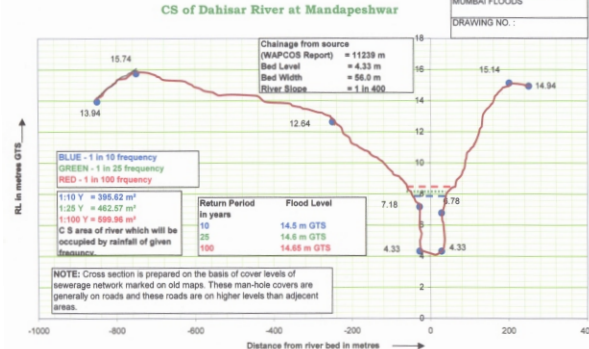 MUMBAI FLOODS
CS of Dahisar River at Mandapeshwar
DRAWING NO. :
Chainage from source
(WAPCOS Report) = 11239 m
Bed Level = 4.33 m
Bed Width = 56.0 m
River Slope = 1 in 400
18
16
14
12
10
8
6
4
2
0
15.74
13.94
12.64
15.14
14.94
7.18
6.78
4.33
4.33
RL in metres GTS
BLUE - 1 in 10 frequency
GREEN - 1 in 25 frequency
RED - 1 in 100 frequency
1:10 Y = 395.62 m²
1:25 Y = 462.57 m²
1:100 Y = 599.96 m²
C S area of river which will be
occupied by rainfall of given
frequncy.
Return Period Flood Level
in years
10 14.5 m GTS
25 14.6 m GTS
100 14.65 m GTS
NOTE: Cross section is prepared on the basis of cover levels of
sewerage network marked on old maps. These man-hole covers are
generally on roads and these roads are on higher levels than adjecent
areas.
-1000 -800 -600 -400 -200 0 200 40
Distance from river bed in metres